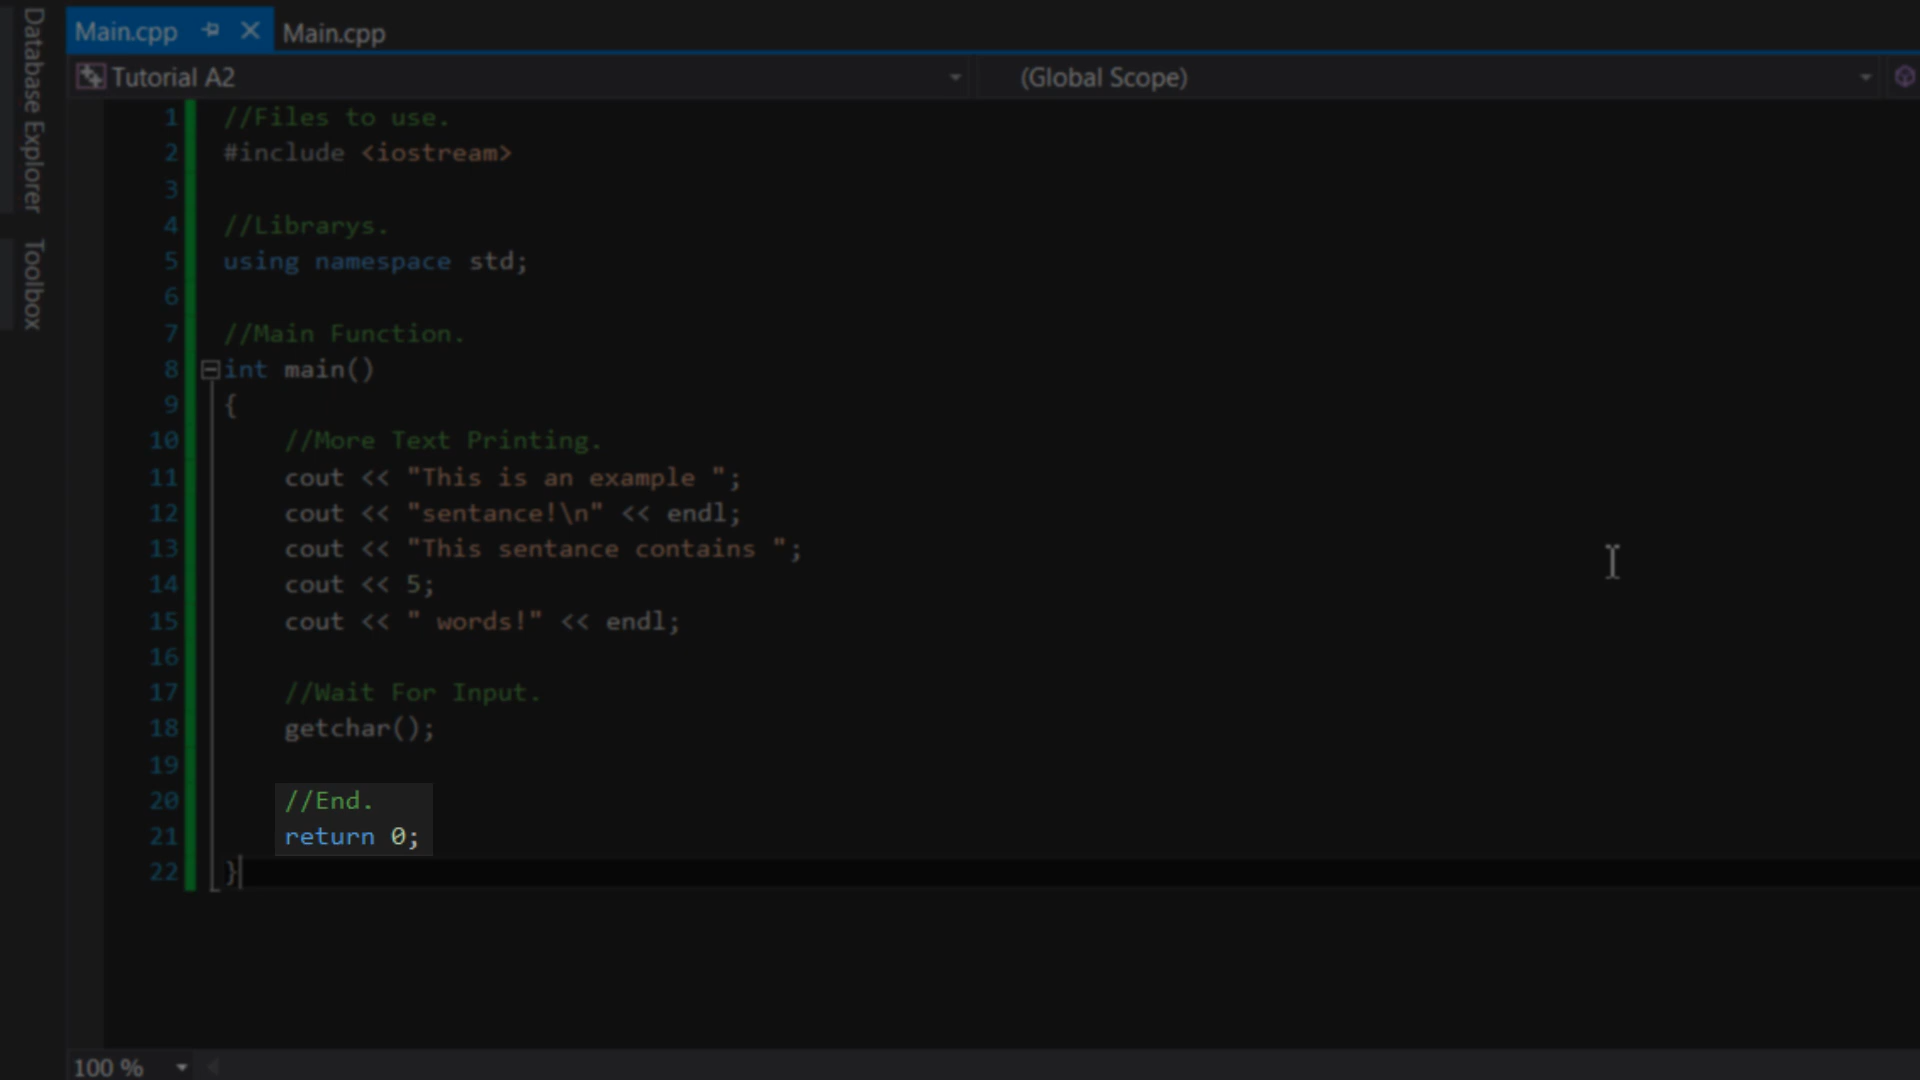 Database Explorer
Toolbox
Main.cpp
Main.cpp
Tutorial A2
(Global Scope)
1 //Files to use.
2 #include <iostream>
3
4 //Librarys.
5 using namespace std;
6
7 //Main Function.
8 int main()
9 {
10 //More Text Printing.
11 cout << "This is an example ";
12 cout << "sentance!\n" << endl;
13 cout << "This sentance contains ";
14 cout << 5;
15 cout << " words!" << endl;
16
17 //Wait For Input.
18 getchar();
19
20 //End.
21 return 0;
22 }
100 %